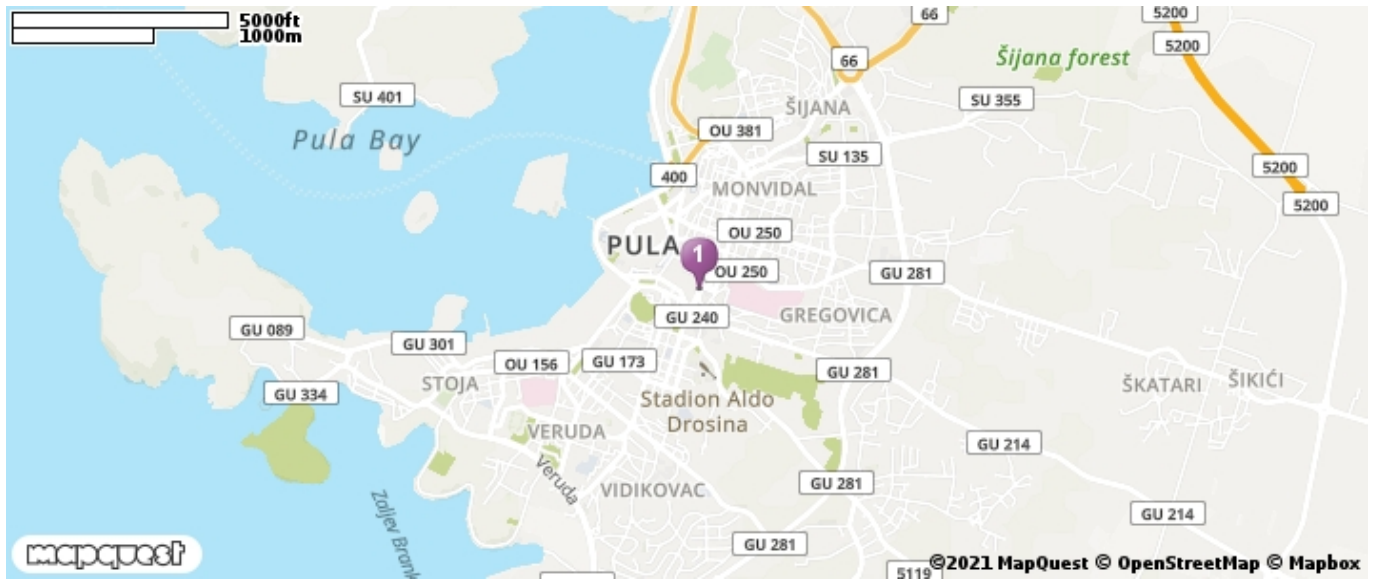 5000ft
1000m
66
5200
5200
66
Šijana forest
SU 401
SU 355
ŠIJANA
Pula Bay
OU 381
SU 135
5200
400
MONVIDAL
5200
OU 250
PULA
1
OU 250
GU 281
GU 240
GREGOVICA
GU 089
GU 301
OU 156
GU 173
GU 281
STOJA
ŠKATARI
ŠIKIĆI
GU 334
Stadion Aldo
Drosina
VERUDA
GU 214
Veruda
GU 281
VIDIKOVAC
GU 214
Zaljev Brank
GU 281
mapquest
©2021 MapQuest © OpenStreetMap © Mapbox
5119